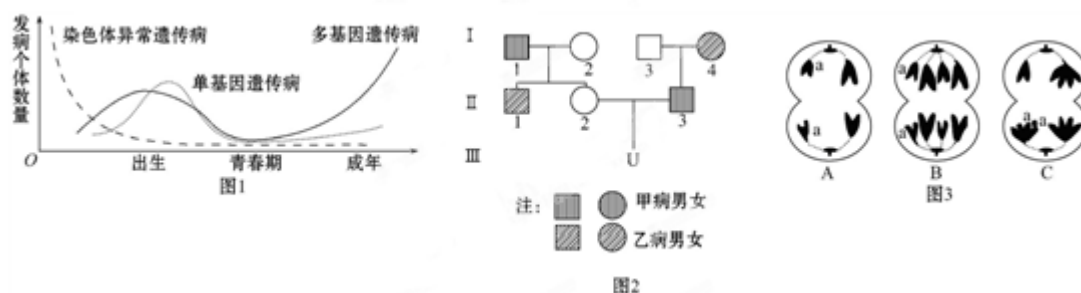 发病个体数量
染色体异常遗传病
多基因遗传病
单基因遗传病
O
出生
青春期
成年
图1
I
1
2
3
4
II
1
2
3
III
U
注:
甲病男女
乙病男女
图2
a
a
A
a
a
B
a a
C
图3